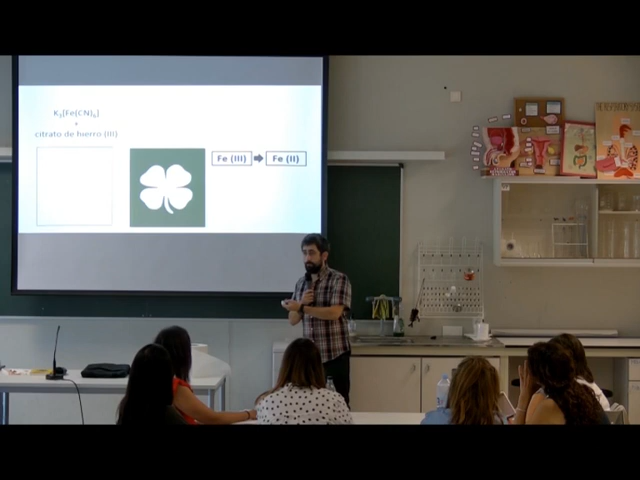 K₃[Fe(CN)₆]
+
citrato de hierro (III)
Fe (III)
Fe (II)